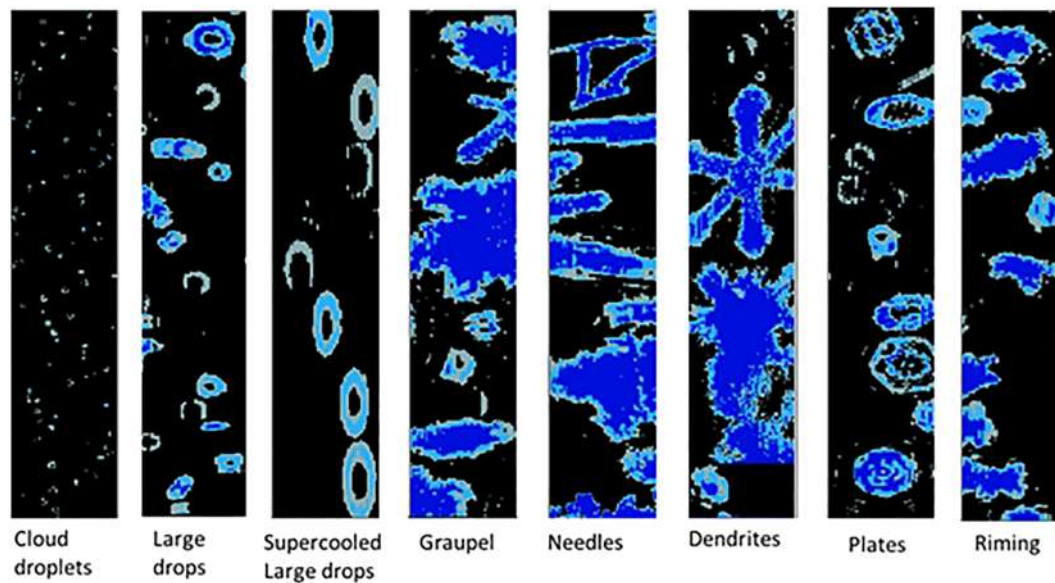 Cloud
droplets
Large
drops
Supercooled
Large drops
Graupel
Needles
Dendrites
Plates
Riming